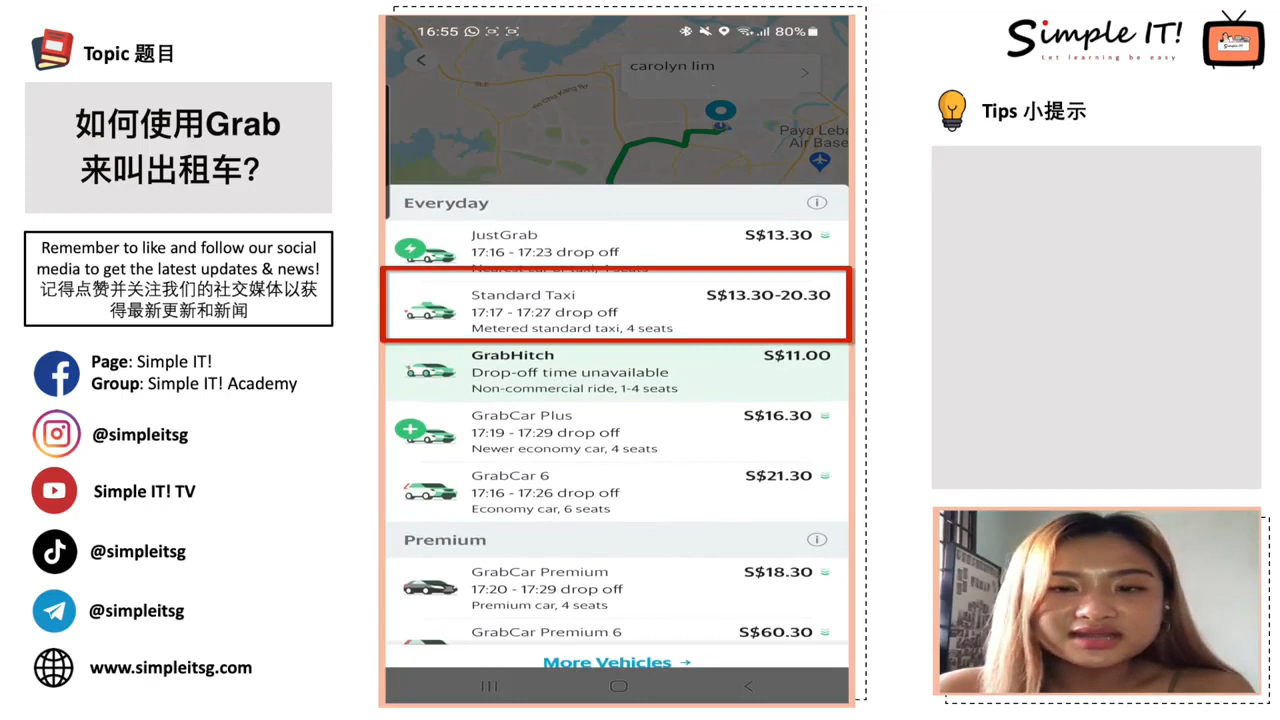 Topic 题目
如何使用Grab
来叫出租车?
Remember to like and follow our social
media to get the latest updates & news!
记得点赞并关注我们的社交媒体以获
得最新更新和新闻
Page: Simple IT!
Group: Simple IT! Academy
@simpleitsg
Simple IT! TV
@simpleitsg
@simpleitsg
www.simpleitsg.com
16:55
80%
carolyn lim
Paya Leba
Air Base
Everyday
JustGrab
S$13.30
17:16 - 17:23 drop off
Nearest car or taxi, 4 seats
Standard Taxi
S$13.30-20.30
17:17 - 17:27 drop off
Metered standard taxi, 4 seats
GrabHitch
S$11.00
Drop-off time unavailable
Non-commercial ride, 1-4 seats
GrabCar Plus
S$16.30
17:19 - 17:29 drop off
Newer economy car, 4 seats
GrabCar 6
S$21.30
17:16 - 17:26 drop off
Economy car, 6 seats
Premium
GrabCar Premium
S$18.30
17:20 - 17:29 drop off
Premium car, 4 seats
GrabCar Premium 6
S$60.30
More Vehicles →
Simple IT!
Let learning be easy
Tips 小提示